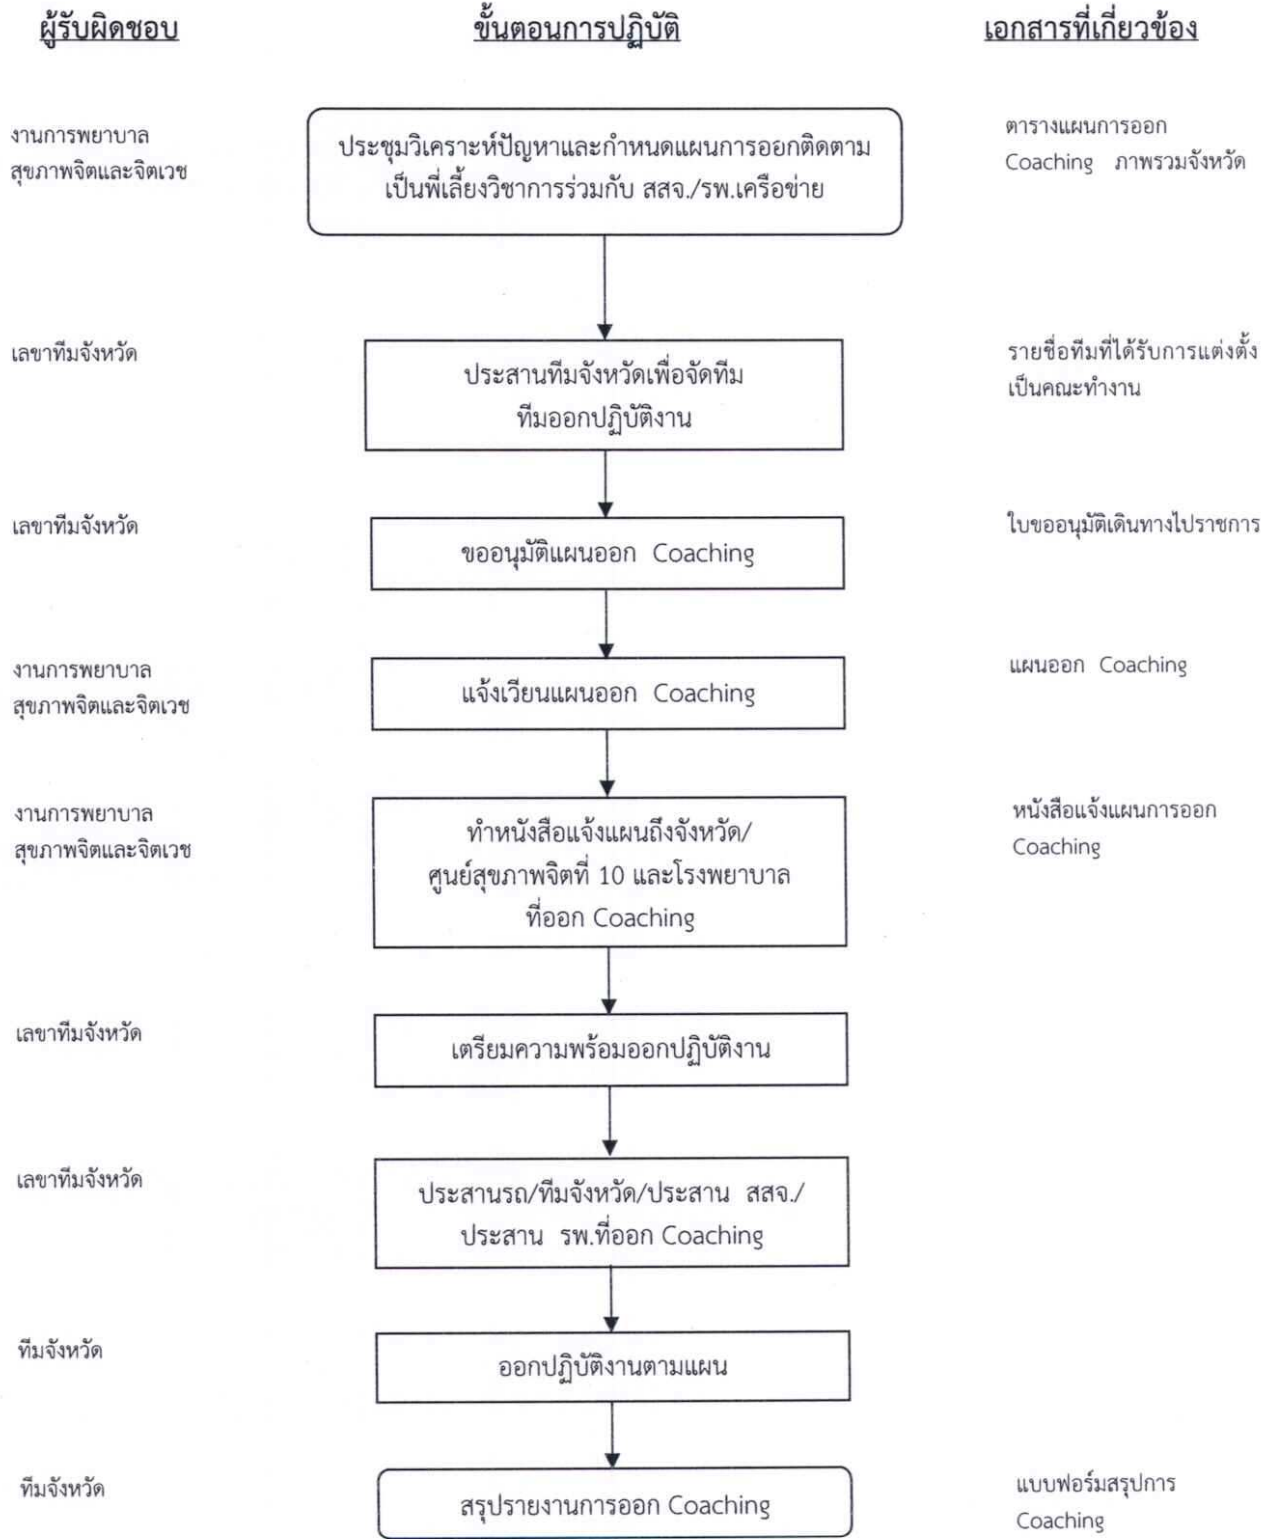 ผู้รับผิดชอบ
ขั้นตอนการปฏิบัติ
เอกสารที่เกี่ยวข้อง
งานการพยาบาล
สุขภาพจิตและจิตเวช
ประชุมวิเคราะห์ปัญหาและกำหนดแผนการออกติดตาม
เป็นพี่เลี้ยงวิชาการร่วมกับ สสจ./รพ.เครือข่าย
ตารางแผนการออก
Coaching ภาพรวมจังหวัด
เลขาทีมจังหวัด
ประสานทีมจังหวัดเพื่อจัดทีม
ทีมออกปฏิบัติงาน
รายชื่อทีมที่ได้รับการแต่งตั้ง
เป็นคณะทำงาน
เลขาทีมจังหวัด
ขออนุมัติแผนออก Coaching
ใบขออนุมัติเดินทางไปราชการ
งานการพยาบาล
สุขภาพจิตและจิตเวช
แจ้งเวียนแผนออก Coaching
แผนออก Coaching
งานการพยาบาล
สุขภาพจิตและจิตเวช
ทำหนังสือแจ้งแผนถึงจังหวัด/
ศูนย์สุขภาพจิตที่ 10 และโรงพยาบาล
ที่ออก Coaching
หนังสือแจ้งแผนการออก
Coaching
เลขาทีมจังหวัด
เตรียมความพร้อมออกปฏิบัติงาน
เลขาทีมจังหวัด
ประสานรถ/ทีมจังหวัด/ประสาน สสจ./
ประสาน รพ.ที่ออก Coaching
ทีมจังหวัด
ออกปฏิบัติงานตามแผน
ทีมจังหวัด
สรุปรายงานการออก Coaching
แบบฟอร์มสรุปการ
Coaching